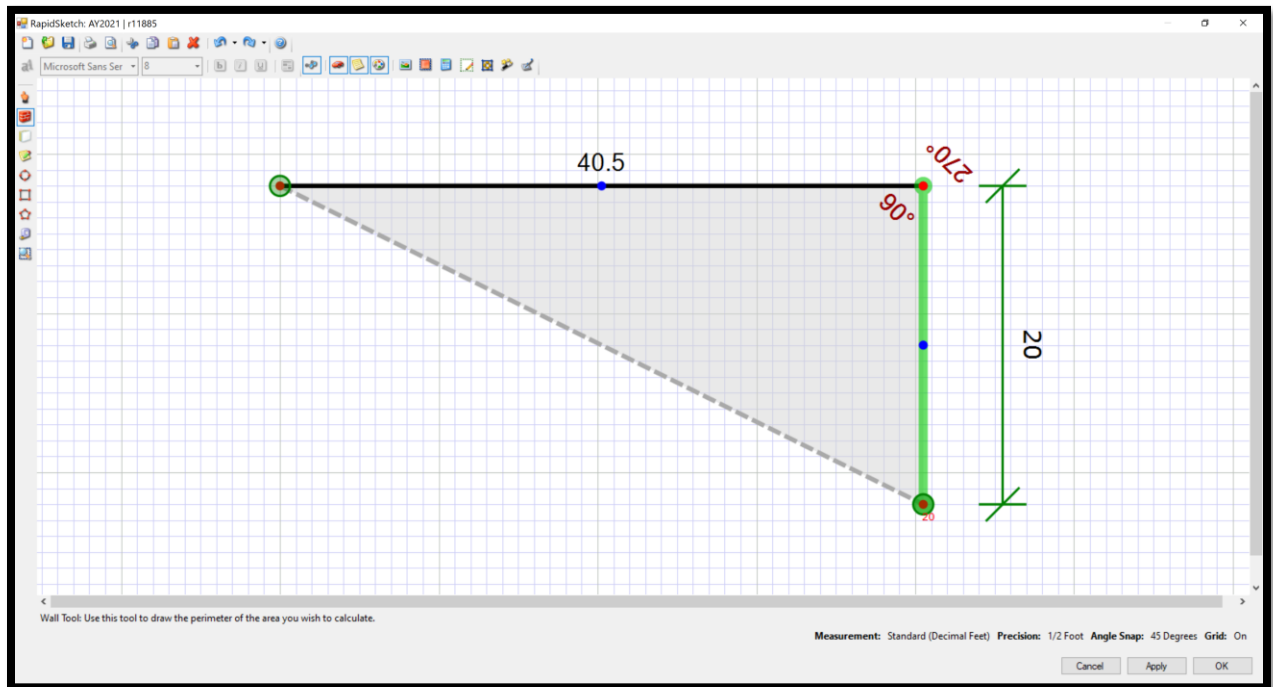 RapidSketch: AY2021 | r11885
ab Microsoft Sans Ser 8 b i u
40.5
270°
90°
20
20
Wall Tool: Use this tool to draw the perimeter of the area you wish to calculate.
Measurement: Standard (Decimal Feet) Precision: 1/2 Foot Angle Snap: 45 Degrees Grid: On
Cancel Apply OK